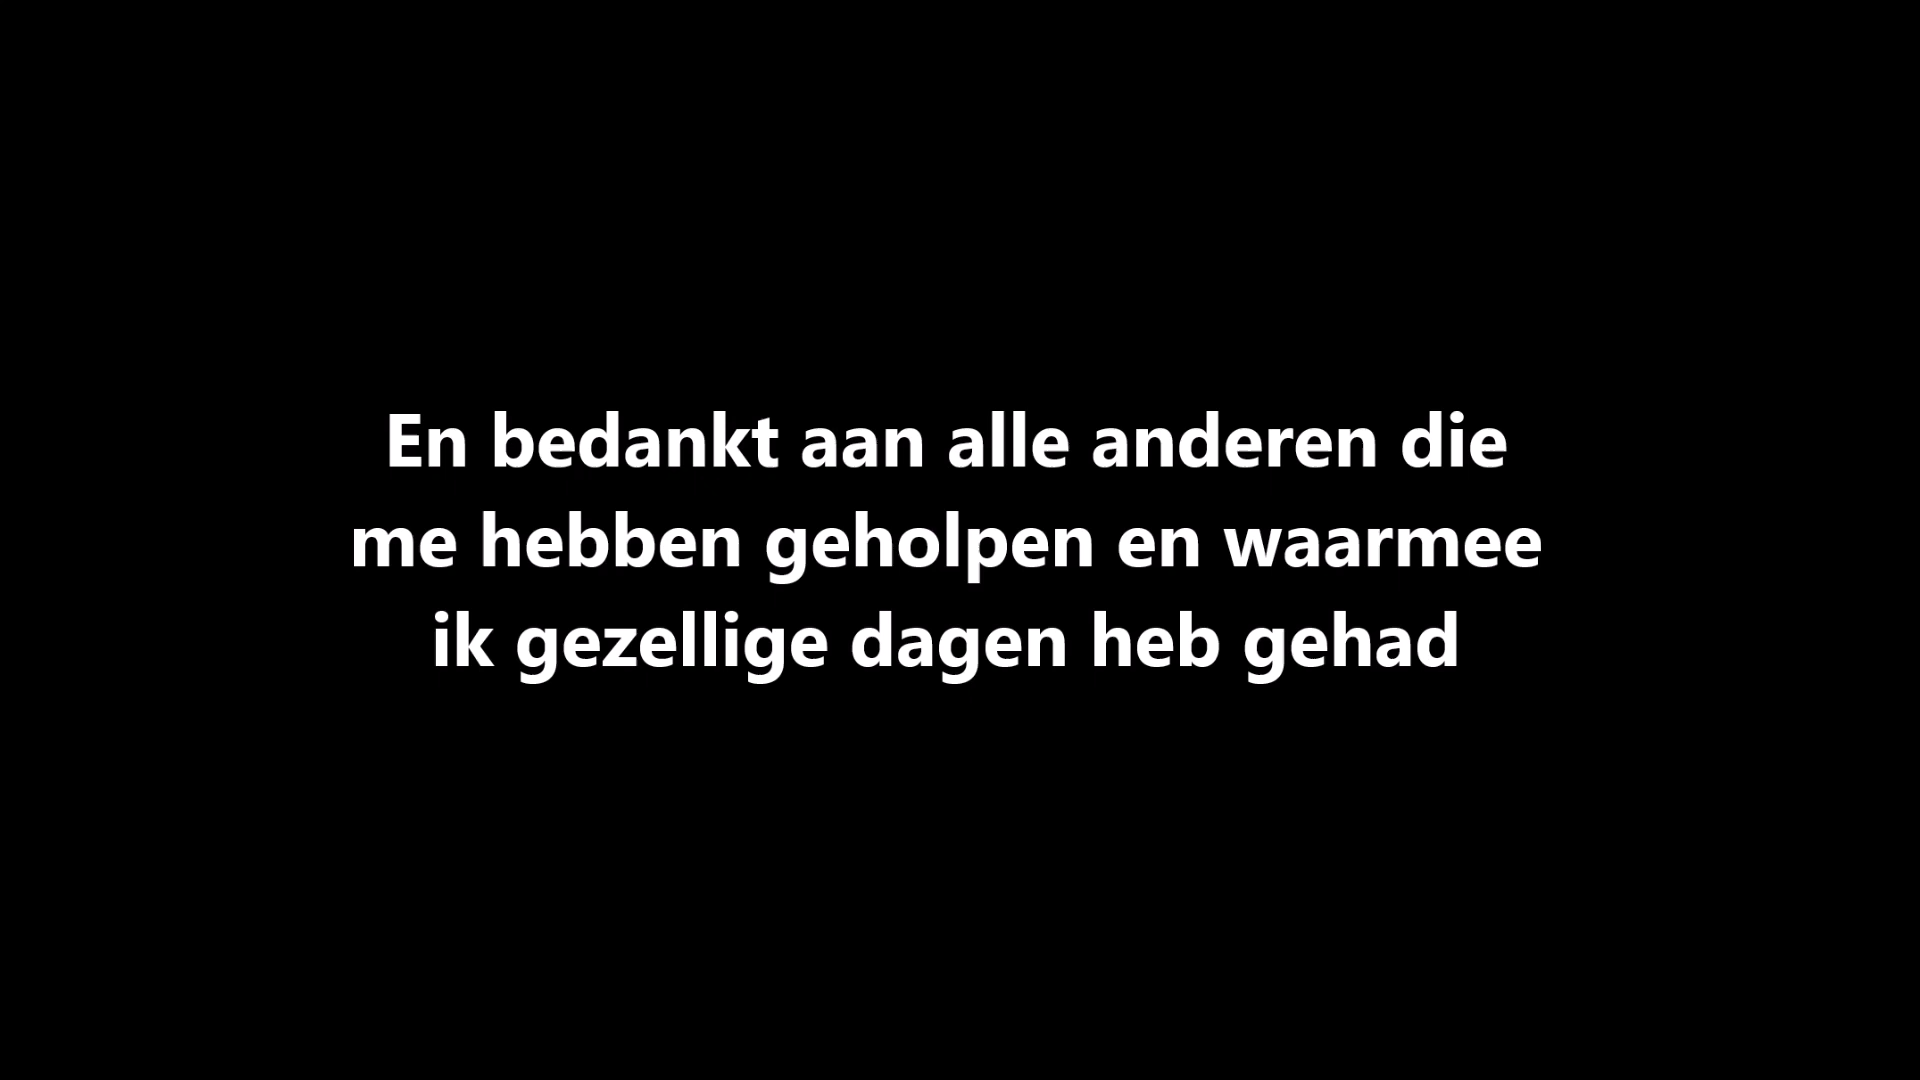 En bedankt aan alle anderen die
me hebben geholpen en waarmee
ik gezellige dagen heb gehad